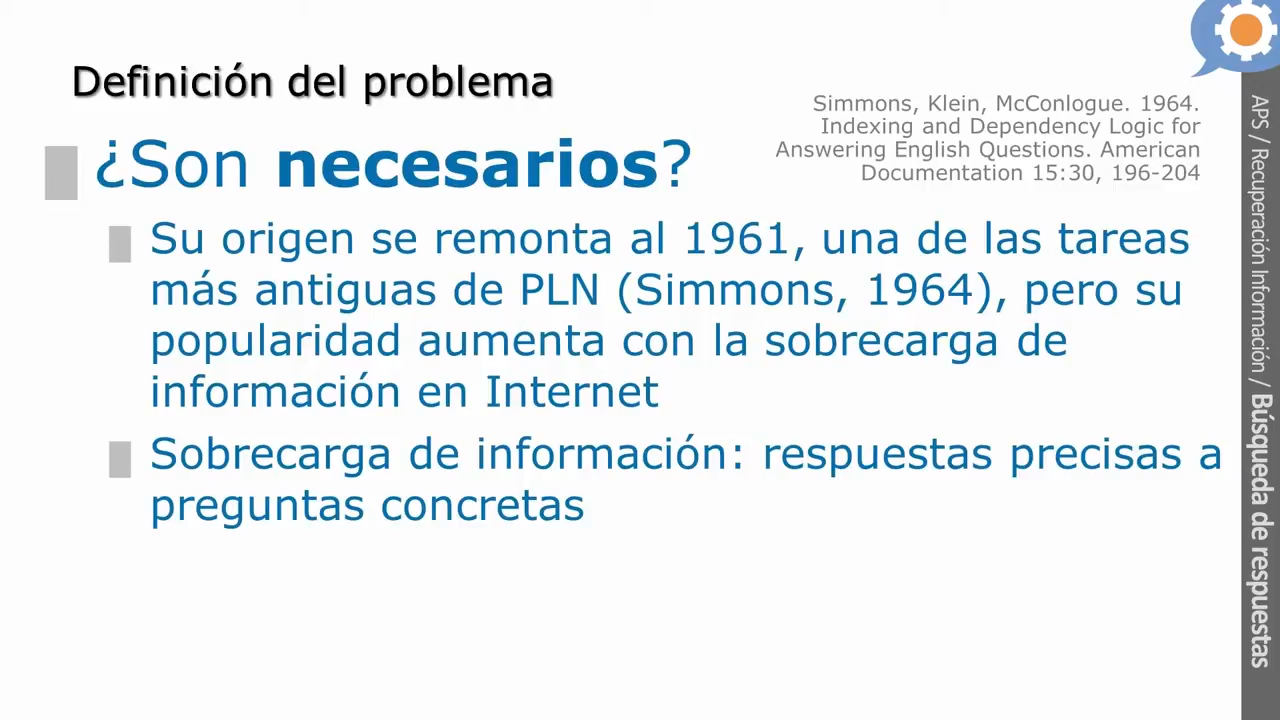 Definición del problema
Simmons, Klein, McConlogue. 1964.
Indexing and Dependency Logic for
Answering English Questions. American
Documentation 15:30, 196-204
¿Son necesarios?
Su origen se remonta al 1961, una de las tareas
más antiguas de PLN (Simmons, 1964), pero su
popularidad aumenta con la sobrecarga de
información en Internet
Sobrecarga de información: respuestas precisas a
preguntas concretas
APS / Recuperación Información / Búsqueda de respuestas